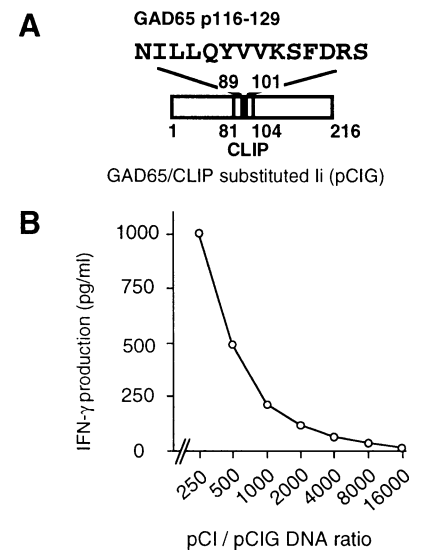 A
GAD65 p116-129
NILLQYVVKSFDRS
89 101
1 81 104 216
CLIP
GAD65/CLIP substituted Ii (pCIG)
B
IFN-γ production (pg/ml)
1000
750
500
250
0
250 500 1000 2000 4000 8000 16000
pCI / pCIG DNA ratio